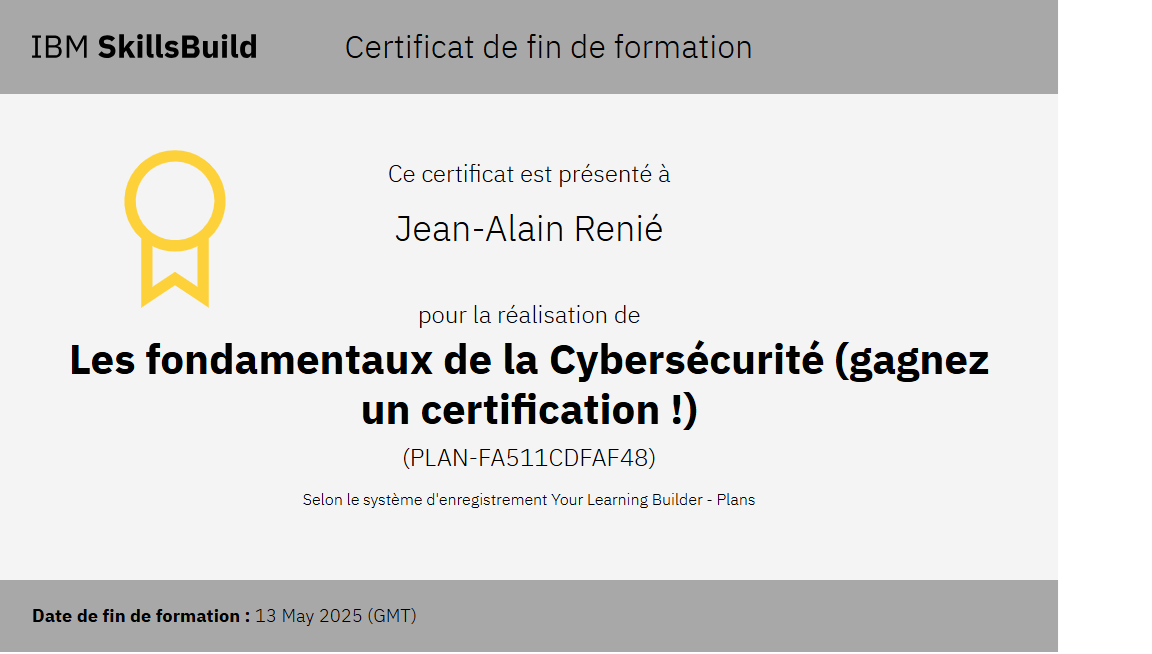 IBM SkillsBuild
Certificat de fin de formation
Ce certificat est présenté à
Jean-Alain Renié
pour la réalisation de
Les fondamentaux de la Cybersécurité (gagnez
un certification !)
(PLAN-FA511CDFAF48)
Selon le système d'enregistrement Your Learning Builder - Plans
Date de fin de formation : 13 May 2025 (GMT)